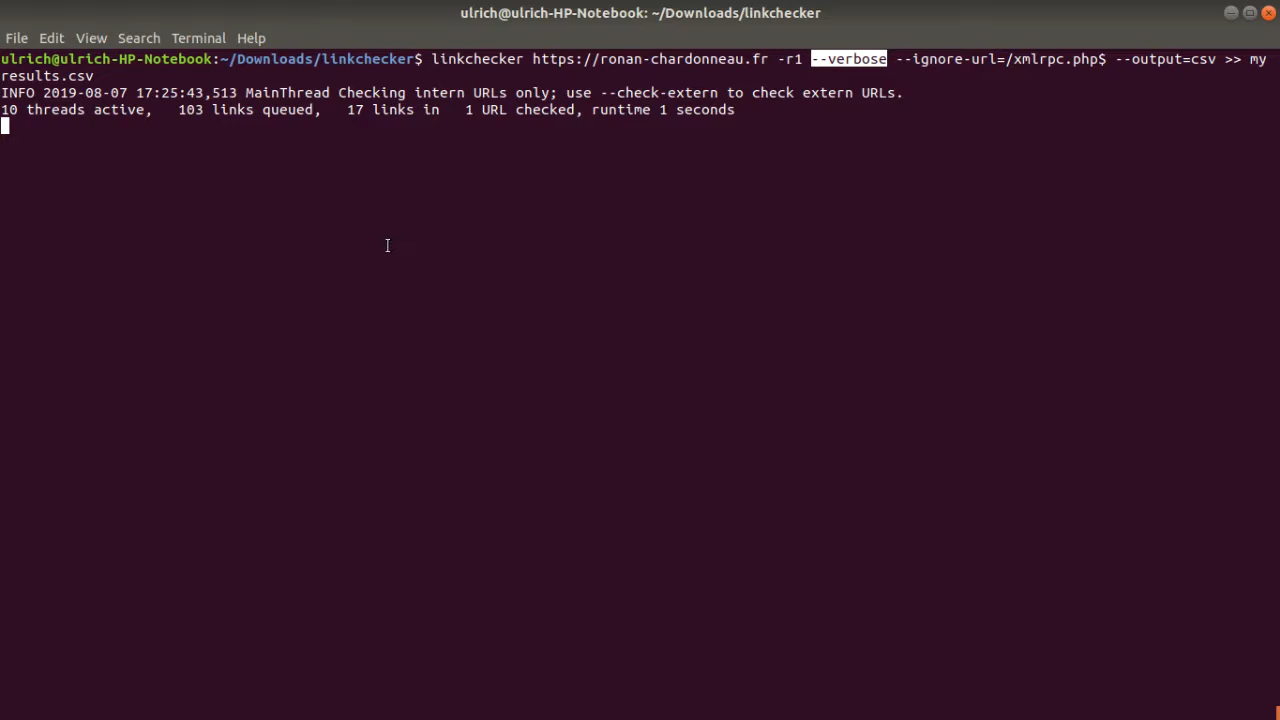 ulrich@ulrich-HP-Notebook: ~/Downloads/linkchecker
File Edit View Search Terminal Help
ulrich@ulrich-HP-Notebook:~/Downloads/linkchecker$ linkchecker https://ronan-chardonneau.fr -r1 --verbose --ignore-url=/xmlrpc.php$ --output=csv >> my
results.csv
INFO 2019-08-07 17:25:43,513 MainThread Checking intern URLs only; use --check-extern to check extern URLs.
10 threads active,   103 links queued,   17 links in   1 URL checked, runtime 1 seconds